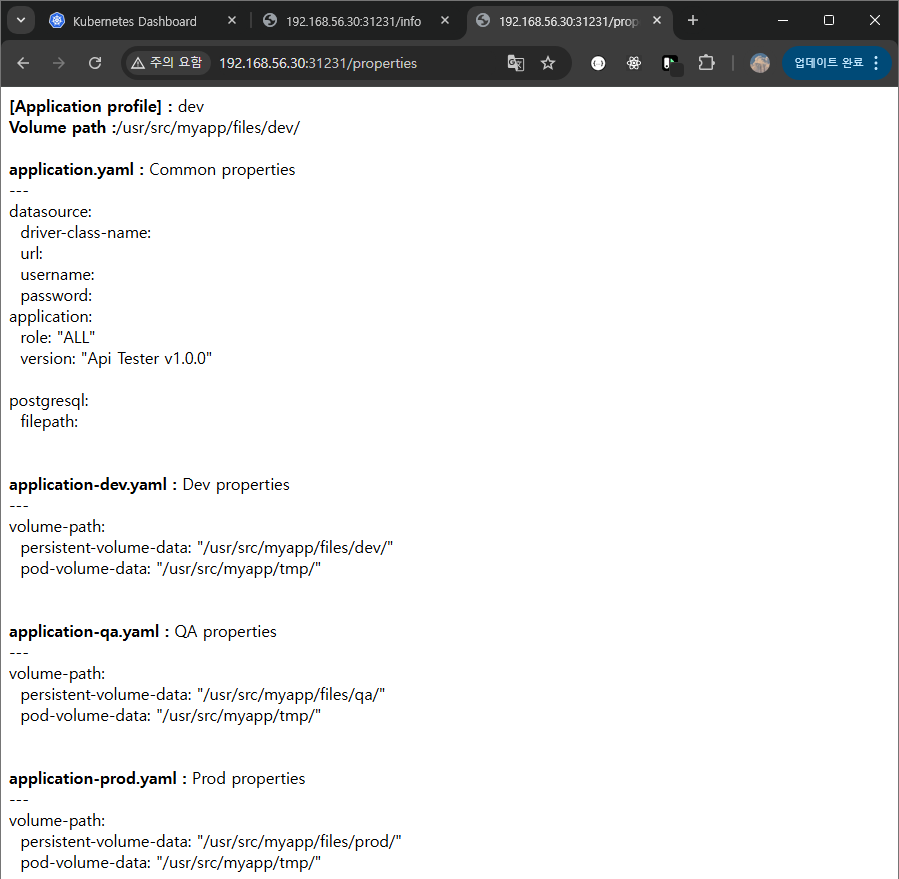 Kubernetes Dashboard
192.168.56.30:31231/info
192.168.56.30:31231/prop
주의 요함
192.168.56.30:31231/properties
업데이트 완료
[Application profile] : dev
Volume path :/usr/src/myapp/files/dev/
application.yaml : Common properties
---
datasource:
driver-class-name:
url:
username:
password:
application:
role: "ALL"
version: "Api Tester v1.0.0"
postgresql:
filepath:
application-dev.yaml : Dev properties
---
volume-path:
persistent-volume-data: "/usr/src/myapp/files/dev/"
pod-volume-data: "/usr/src/myapp/tmp/"
application-qa.yaml : QA properties
---
volume-path:
persistent-volume-data: "/usr/src/myapp/files/qa/"
pod-volume-data: "/usr/src/myapp/tmp/"
application-prod.yaml : Prod properties
---
volume-path:
persistent-volume-data: "/usr/src/myapp/files/prod/"
pod-volume-data: "/usr/src/myapp/tmp/"